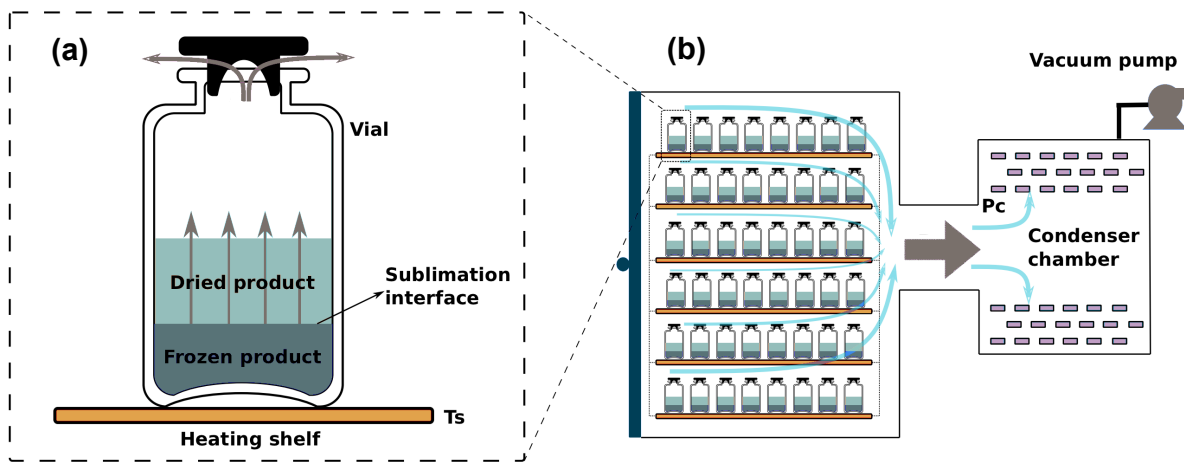 (a)
Vial
Dried product
Sublimation
interface
Frozen product
Ts
Heating shelf
(b)
Vacuum pump
Pc
Condenser
chamber